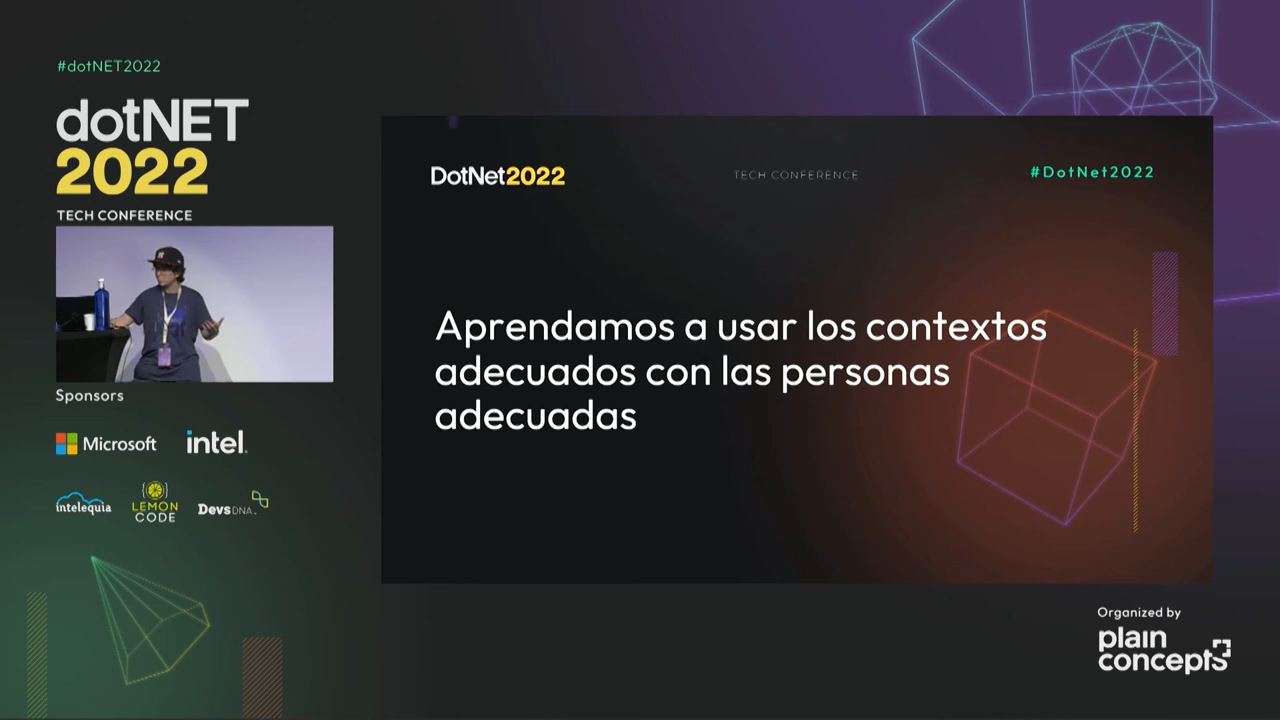 #dotNET2022
dotNET
2022
TECH CONFERENCE
Sponsors
Microsoft
intel.
intelequia
LEMON
CODE
DevsDNA
DotNet2022
TECH CONFERENCE
#DotNet2022
Aprendamos a usar los contextos
adecuados con las personas
adecuadas
Organized by
plain
concepts